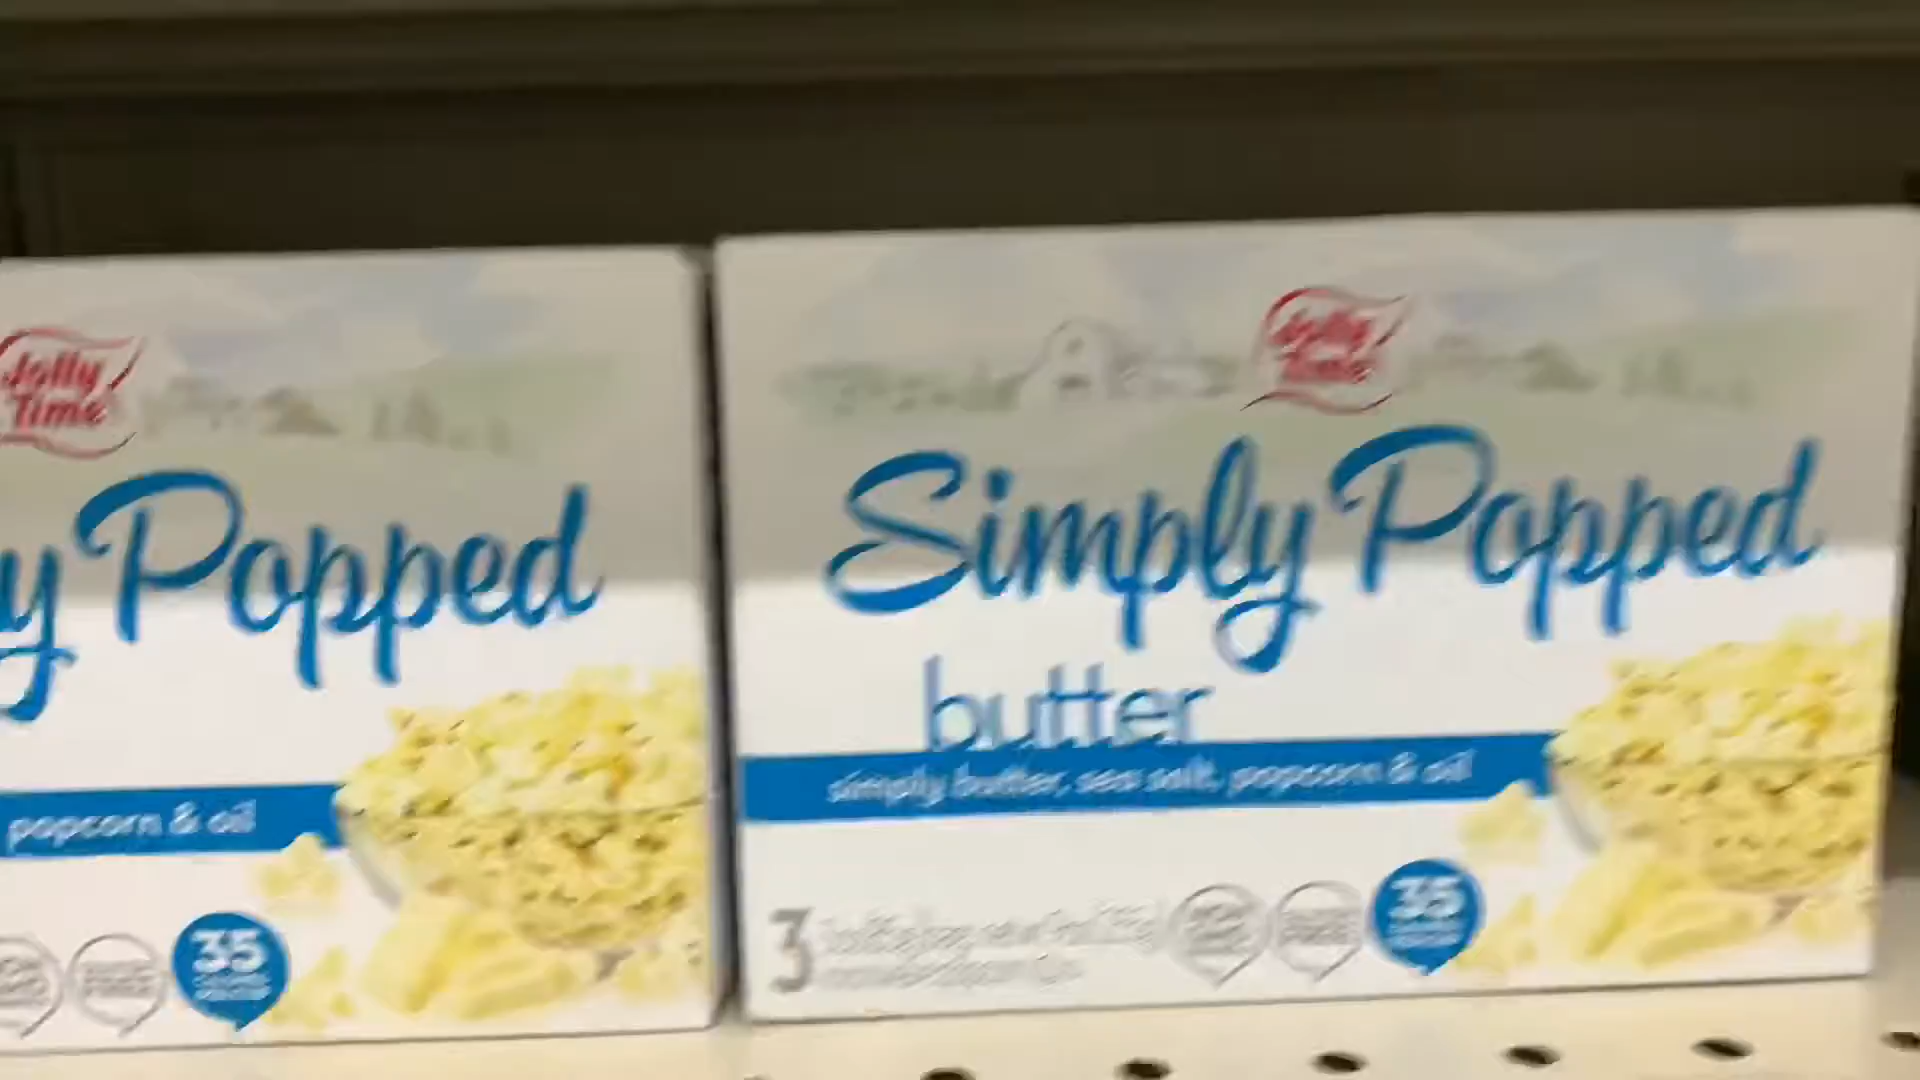 Jolly
Time
y Popped
popcorn & oil
35
Jolly
Time
Simply Popped
butter
simply butter, sea salt, popcorn & oil
3
35